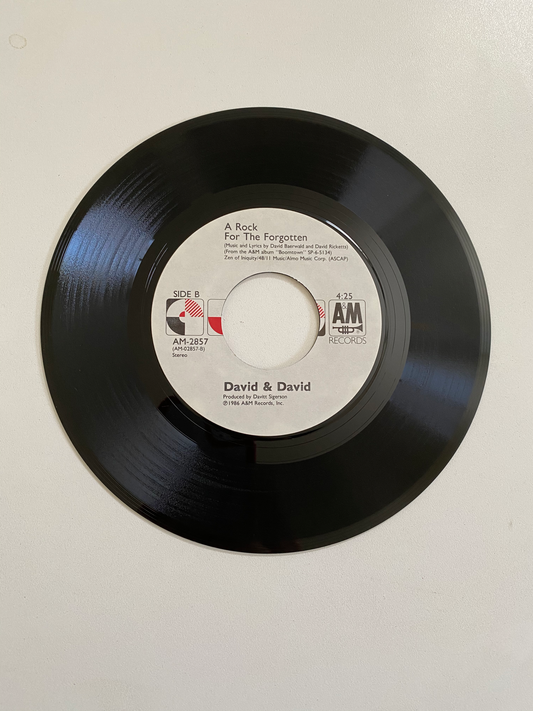 A Rock
For The Forgotten
(Music and Lyrics by David Baerwald and David Ricketts)
(From the A&M album "Boomtown" SP-6-5134)
Zen of Iniquity/48/11 Music/Almo Music Corp. (ASCAP)
SIDE B
4:25
A&M
RECORDS
AM-2857
(AM-02857-B)
Stereo
David & David
Produced by Davitt Sigerson
℗1986 A&M Records, Inc.